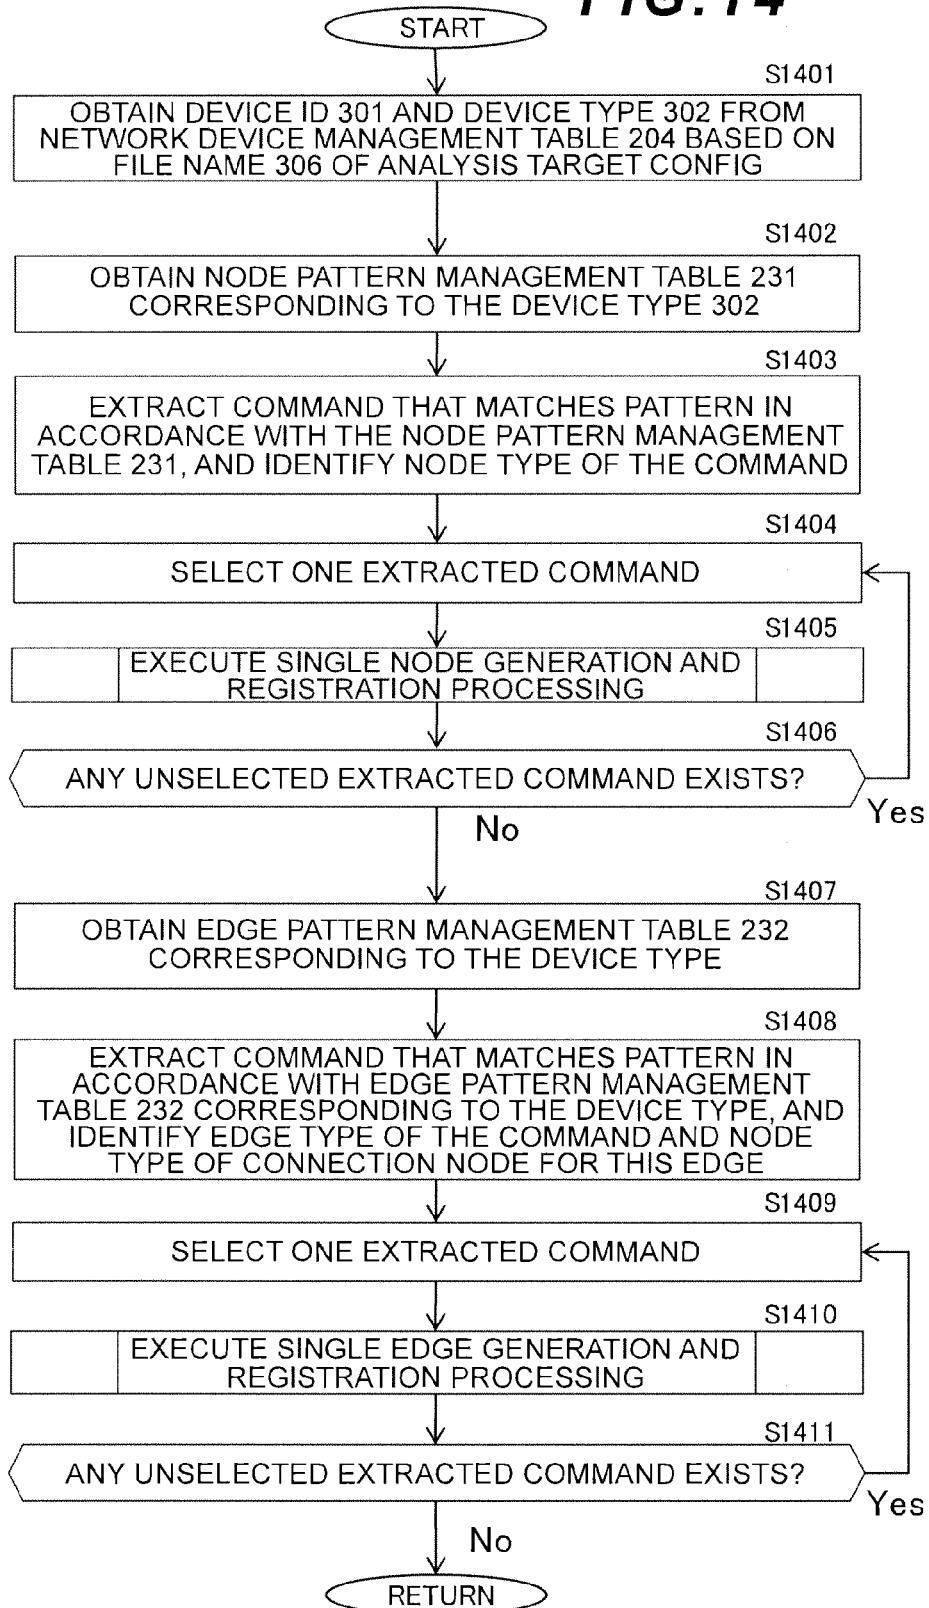 FIG. 14
START
S1401
OBTAIN DEVICE ID 301 AND DEVICE TYPE 302 FROM
NETWORK DEVICE MANAGEMENT TABLE 204 BASED ON
FILE NAME 306 OF ANALYSIS TARGET CONFIG
S1402
OBTAIN NODE PATTERN MANAGEMENT TABLE 231
CORRESPONDING TO THE DEVICE TYPE 302
S1403
EXTRACT COMMAND THAT MATCHES PATTERN IN
ACCORDANCE WITH THE NODE PATTERN MANAGEMENT
TABLE 231, AND IDENTIFY NODE TYPE OF THE COMMAND
S1404
SELECT ONE EXTRACTED COMMAND
S1405
EXECUTE SINGLE NODE GENERATION AND
REGISTRATION PROCESSING
S1406
ANY UNSELECTED EXTRACTED COMMAND EXISTS?
Yes
No
S1407
OBTAIN EDGE PATTERN MANAGEMENT TABLE 232
CORRESPONDING TO THE DEVICE TYPE
S1408
EXTRACT COMMAND THAT MATCHES PATTERN IN
ACCORDANCE WITH EDGE PATTERN MANAGEMENT
TABLE 232 CORRESPONDING TO THE DEVICE TYPE, AND
IDENTIFY EDGE TYPE OF THE COMMAND AND NODE
TYPE OF CONNECTION NODE FOR THIS EDGE
S1409
SELECT ONE EXTRACTED COMMAND
S1410
EXECUTE SINGLE EDGE GENERATION AND
REGISTRATION PROCESSING
S1411
ANY UNSELECTED EXTRACTED COMMAND EXISTS?
Yes
No
RETURN